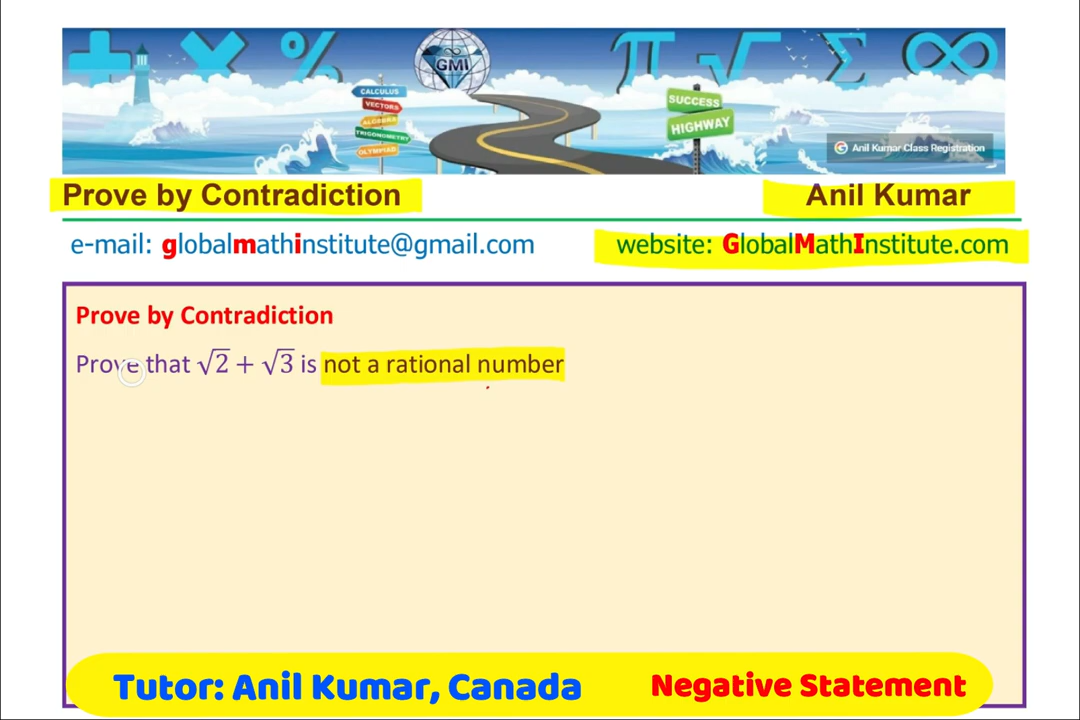 GMI
CALCULUS
VECTORS
ALGEBRA
TRIGONOMETRY
OLYMPIAD
SUCCESS
HIGHWAY
Anil Kumar Class Registration
Prove by Contradiction Anil Kumar
e-mail: globalmathinstitute@gmail.com website: GlobalMathInstitute.com
Prove by Contradiction
Prove that √2 + √3 is not a rational number
Tutor: Anil Kumar, Canada Negative Statement